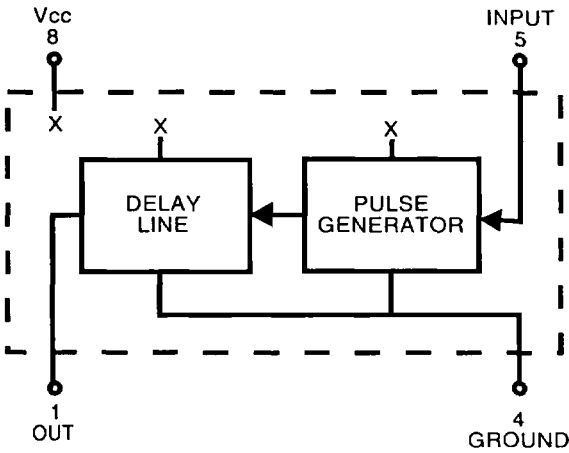 Vcc
8
INPUT
5
X
X
X
DELAY
LINE
PULSE
GENERATOR
1
OUT
4
GROUND